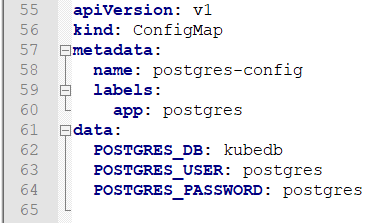 55 apiVersion: v1
56 kind: ConfigMap
57 metadata:
58   name: postgres-config
59   labels:
60     app: postgres
61 data:
62   POSTGRES_DB: kubedb
63   POSTGRES_USER: postgres
64   POSTGRES_PASSWORD: postgres
65